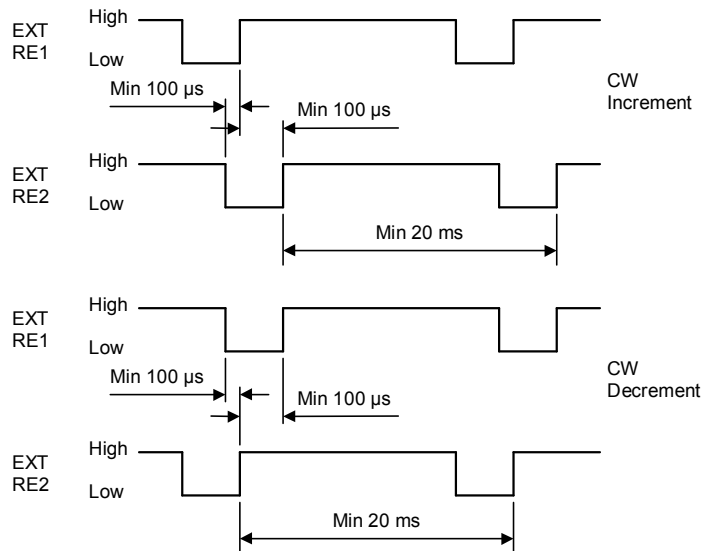 EXT
RE1
High
Low
CW
Increment
Min 100 µs
Min 100 µs
EXT
RE2
High
Low
Min 20 ms
EXT
RE1
High
Low
CW
Decrement
Min 100 µs
Min 100 µs
EXT
RE2
High
Low
Min 20 ms